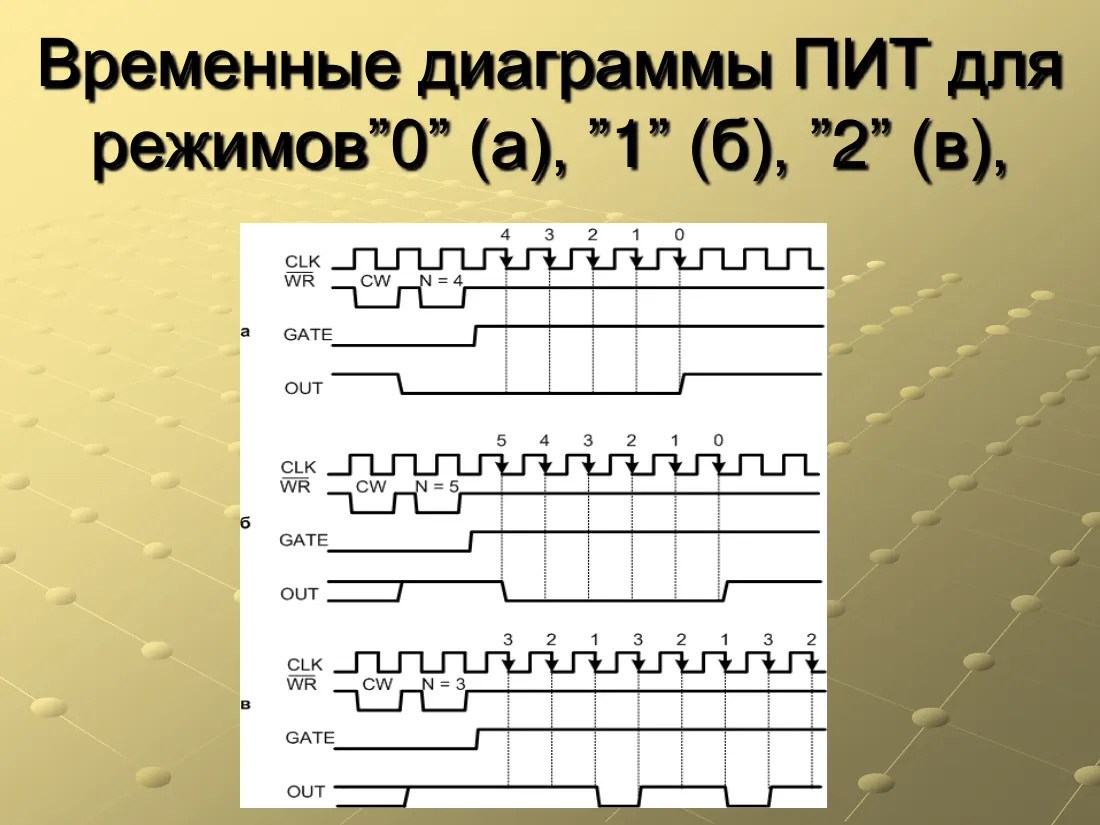 Временные диаграммы ПИТ для
режимов”0” (а), ”1” (б), ”2” (в),
4 3 2 1 0
CLK
WR CW N = 4
а
GATE
OUT
5 4 3 2 1 0
CLK
WR CW N = 5
б
GATE
OUT
3 2 1 3 2 1 3 2
CLK
WR CW N = 3
в
GATE
OUT